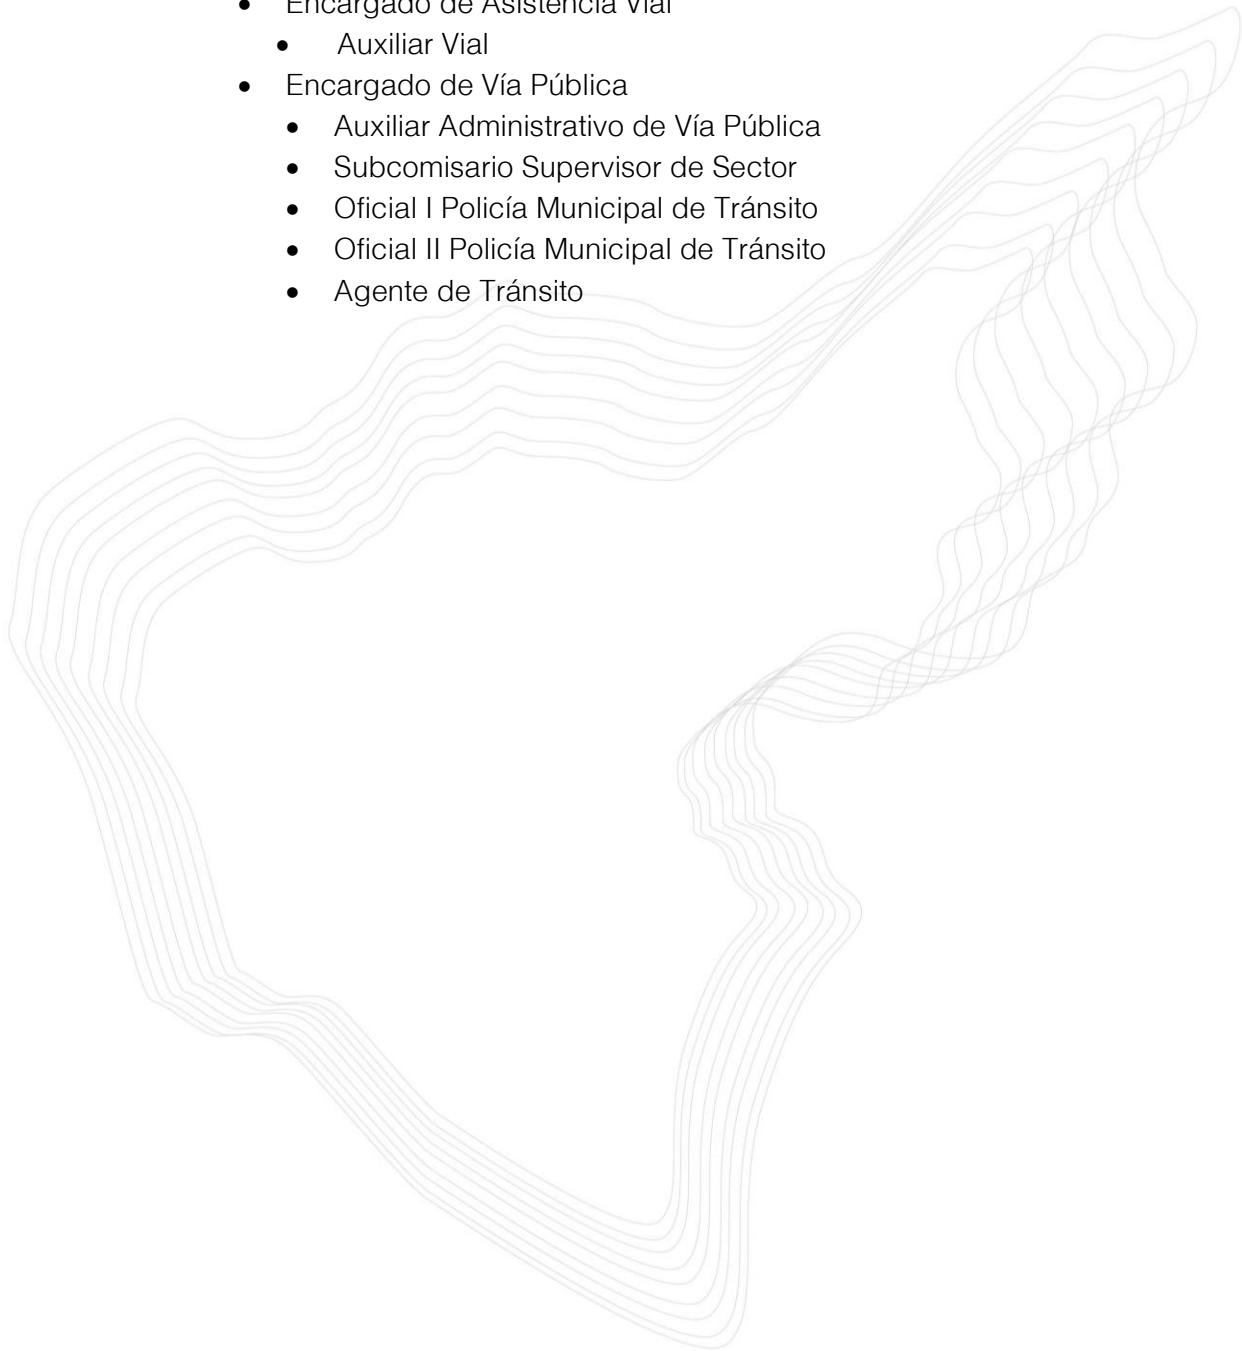 • Encargado de Asistencia Vial
• Auxiliar Vial
• Encargado de Vía Pública
• Auxiliar Administrativo de Vía Pública
• Subcomisario Supervisor de Sector
• Oficial I Policía Municipal de Tránsito
• Oficial II Policía Municipal de Tránsito
• Agente de Tránsito